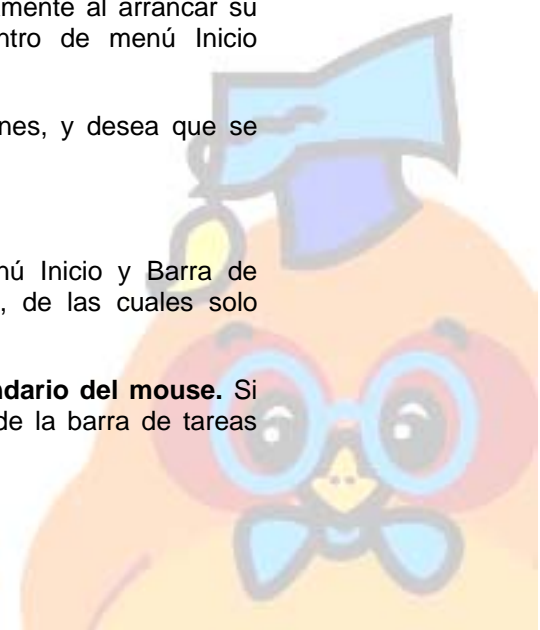 mente al arrancar su
ntro de menú Inicio
nes, y desea que se
nú Inicio y Barra de
, de las cuales solo
ndario del mouse. Si
de la barra de tareas